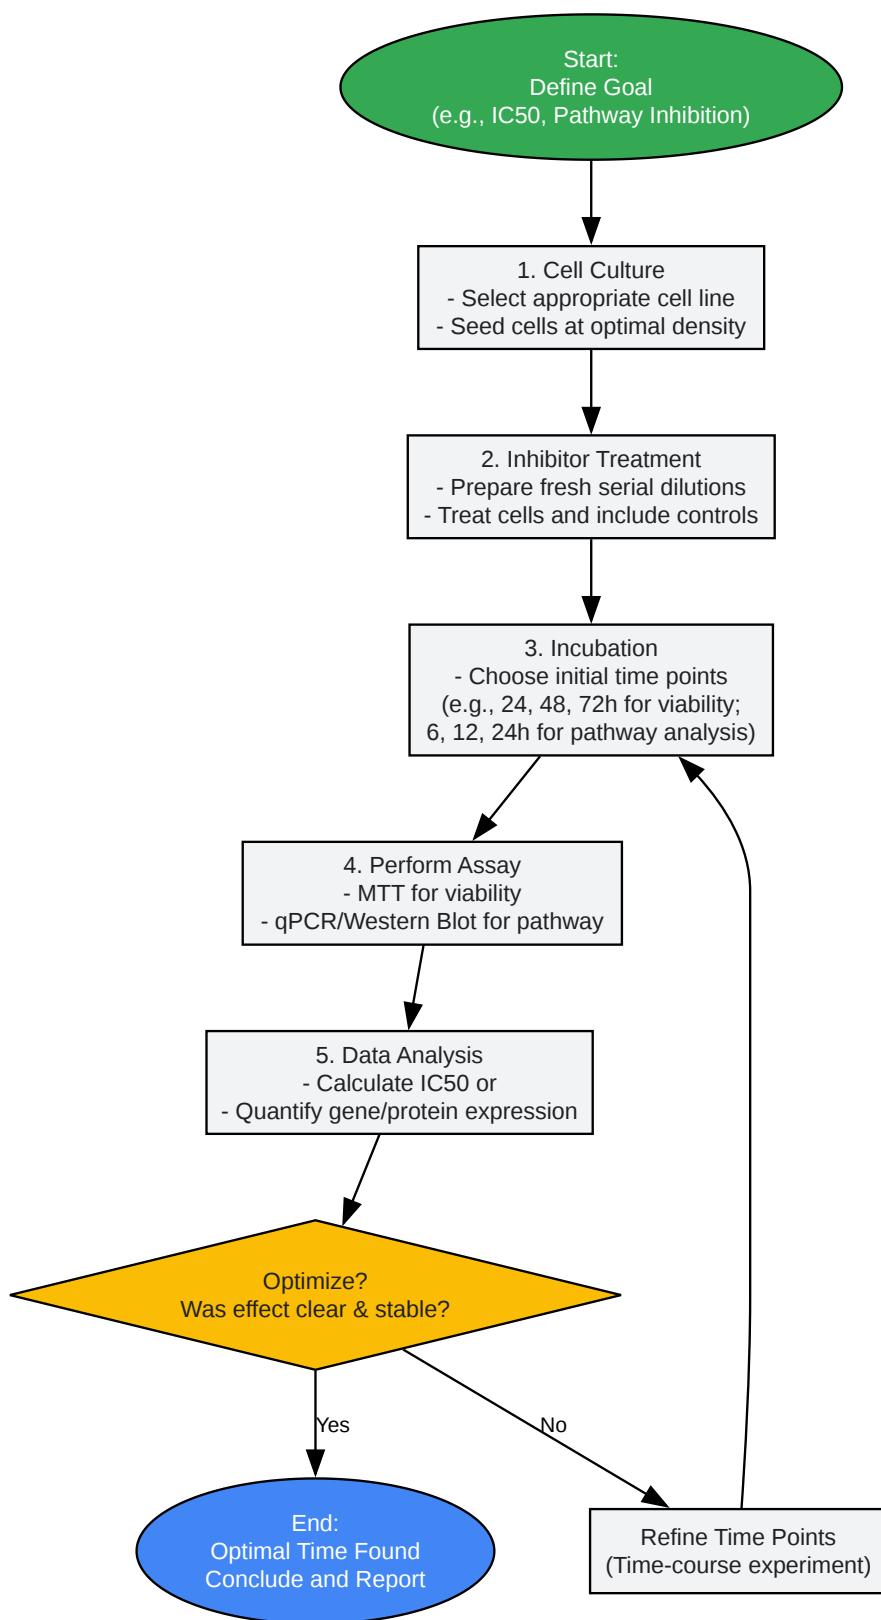 Start:
Define Goal
(e.g., IC50, Pathway Inhibition)
1. Cell Culture
- Select appropriate cell line
- Seed cells at optimal density
2. Inhibitor Treatment
- Prepare fresh serial dilutions
- Treat cells and include controls
3. Incubation
- Choose initial time points
(e.g., 24, 48, 72h for viability;
6, 12, 24h for pathway analysis)
4. Perform Assay
- MTT for viability
- qPCR/Western Blot for pathway
5. Data Analysis
- Calculate IC50 or
- Quantify gene/protein expression
Optimize?
Was effect clear & stable?
Yes
No
End:
Optimal Time Found
Conclude and Report
Refine Time Points
(Time-course experiment)